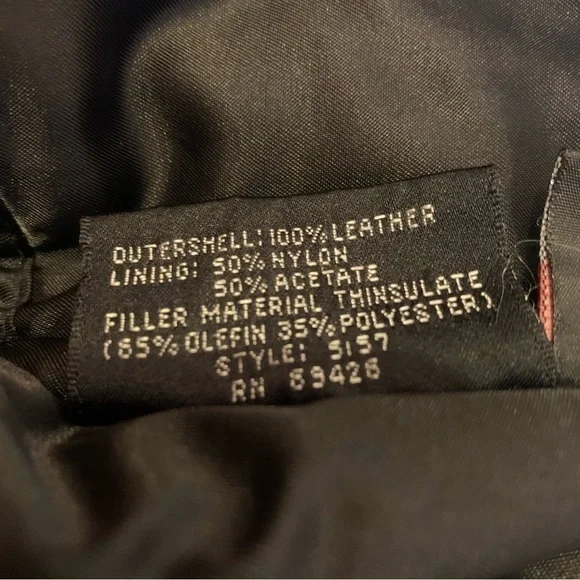 OUTERSHELL: 100% LEATHER
LINING: 50% NYLON
50% ACETATE
FILLER MATERIAL THINSULATE
(65% OLEFIN 35% POLYESTER)
STYLE: 5157
RN 69426